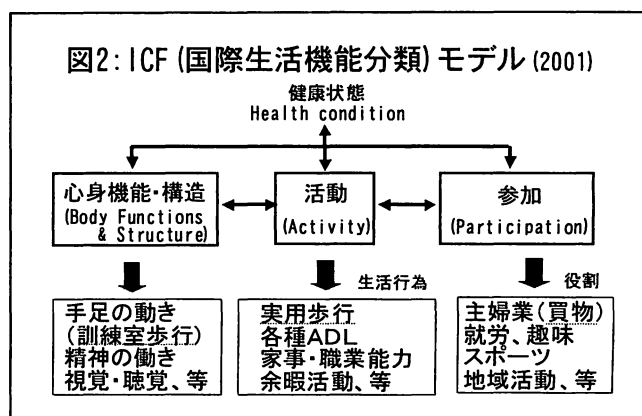 図2:ICF(国際生活機能分類)モデル(2001)
健康状態
Health condition
心身機能・構造
(Body Functions
& Structure)
活動
(Activity)
参加
(Participation)
生活行為
役割
手足の動き
(訓練室歩行)
精神の働き
視覚・聴覚、等
実用歩行
各種ADL
家事・職業能力
余暇活動、等
主婦業(買物)
就労、趣味
スポーツ
地域活動、等